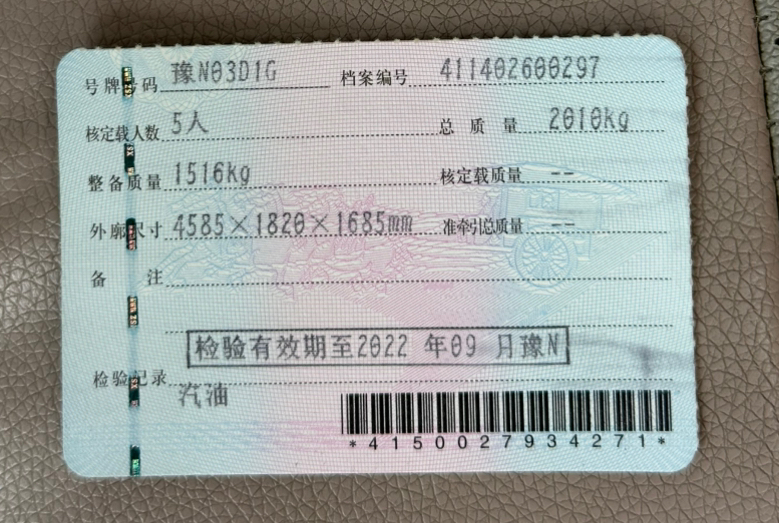 号牌号码 豫N03D1G 档案编号 411402600297
核定载人数 5人 总质量 2010kg
整备质量 1516kg 核定载质量 --
外廓尺寸 4585×1820×1685mm 准牵引总质量 --
备注
检验有效期至2022 年09 月豫N
检验记录
汽油
*4150027934271*